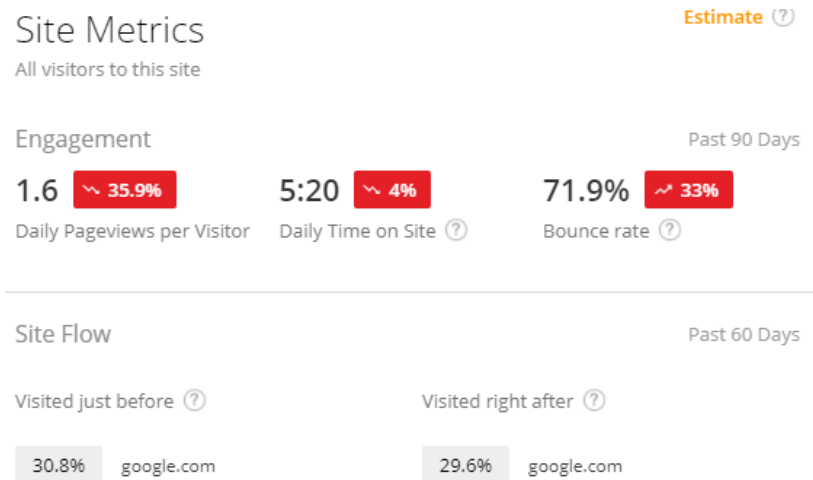 Site Metrics
Estimate ?
All visitors to this site
Engagement
Past 90 Days
1.6 35.9%
5:20 4%
71.9% 33%
Daily Pageviews per Visitor
Daily Time on Site ?
Bounce rate ?
Site Flow
Past 60 Days
Visited just before ?
Visited right after ?
30.8% google.com
29.6% google.com